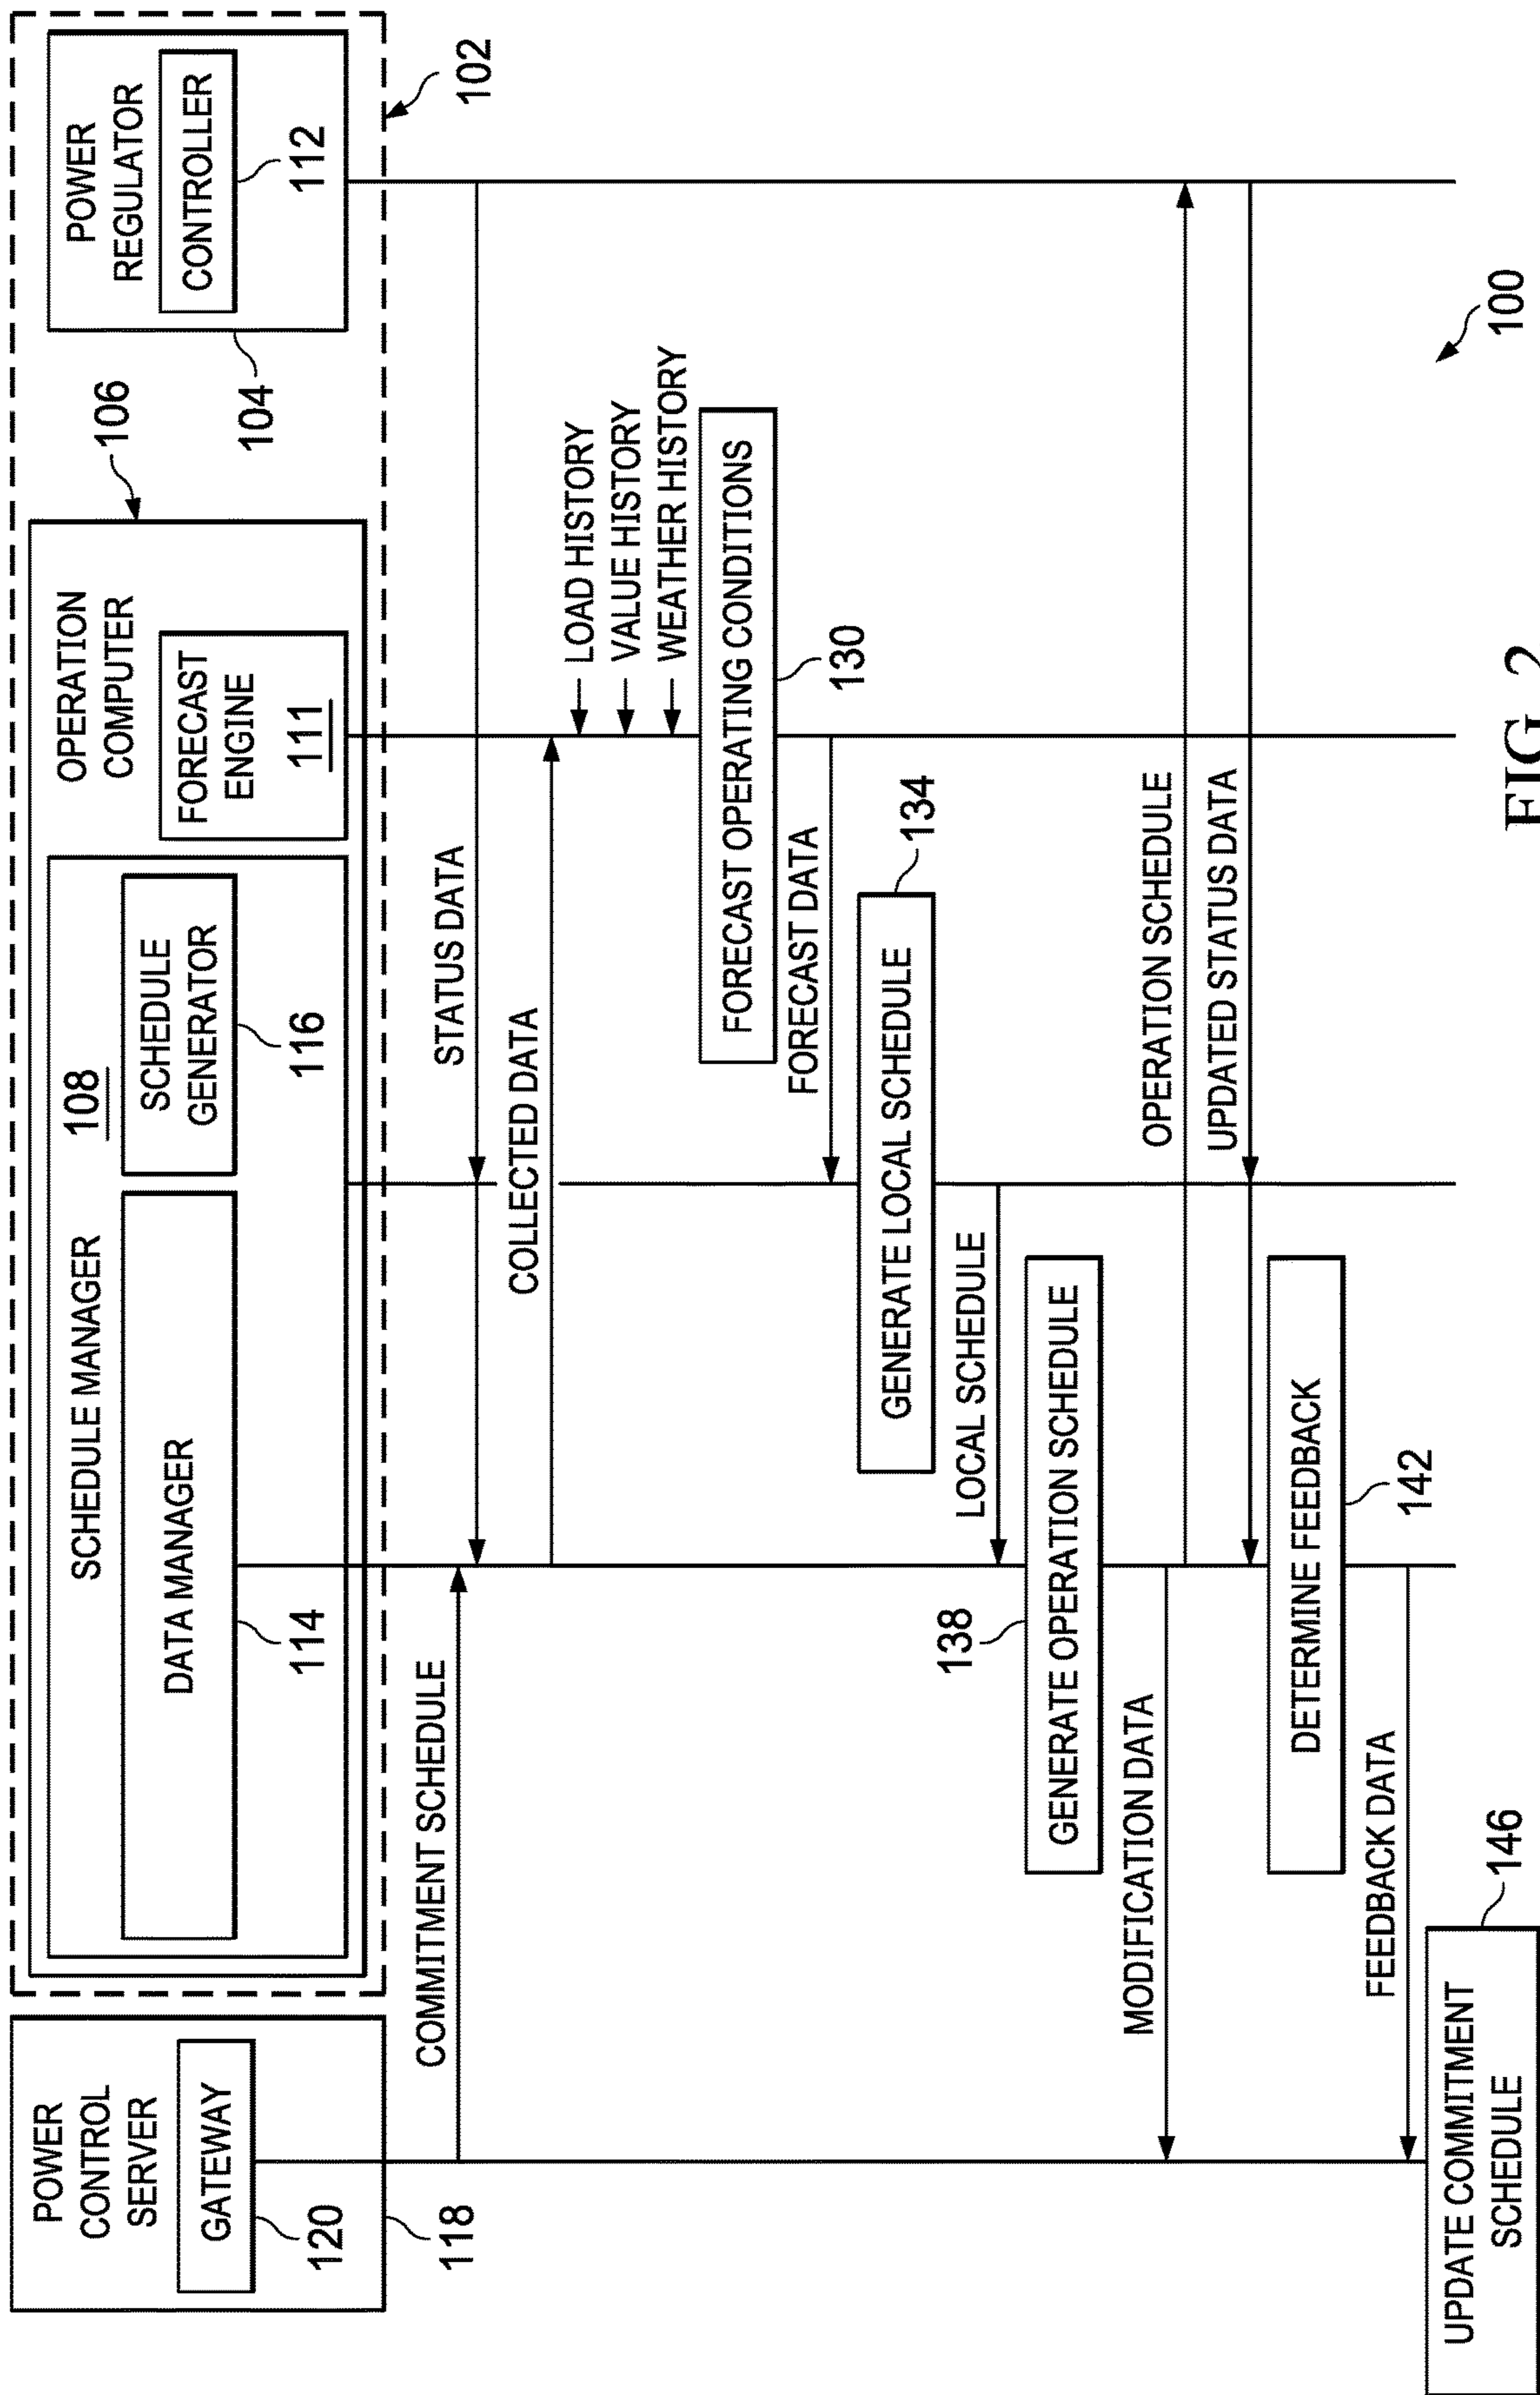 POWER
CONTROL
SERVER
GATEWAY
120
118
SCHEDULE MANAGER
108
DATA MANAGER
114
SCHEDULE
GENERATOR
116
OPERATION
COMPUTER
FORECAST
ENGINE
111
106
POWER
REGULATOR
CONTROLLER
112
104
102
COMMITMENT SCHEDULE
STATUS DATA
COLLECTED DATA
LOAD HISTORY
VALUE HISTORY
WEATHER HISTORY
FORECAST OPERATING CONDITIONS
130
FORECAST DATA
GENERATE LOCAL SCHEDULE
134
LOCAL SCHEDULE
138
GENERATE OPERATION SCHEDULE
MODIFICATION DATA
OPERATION SCHEDULE
UPDATED STATUS DATA
DETERMINE FEEDBACK
142
FEEDBACK DATA
UPDATE COMMITMENT
SCHEDULE
146
100
FIG. 2